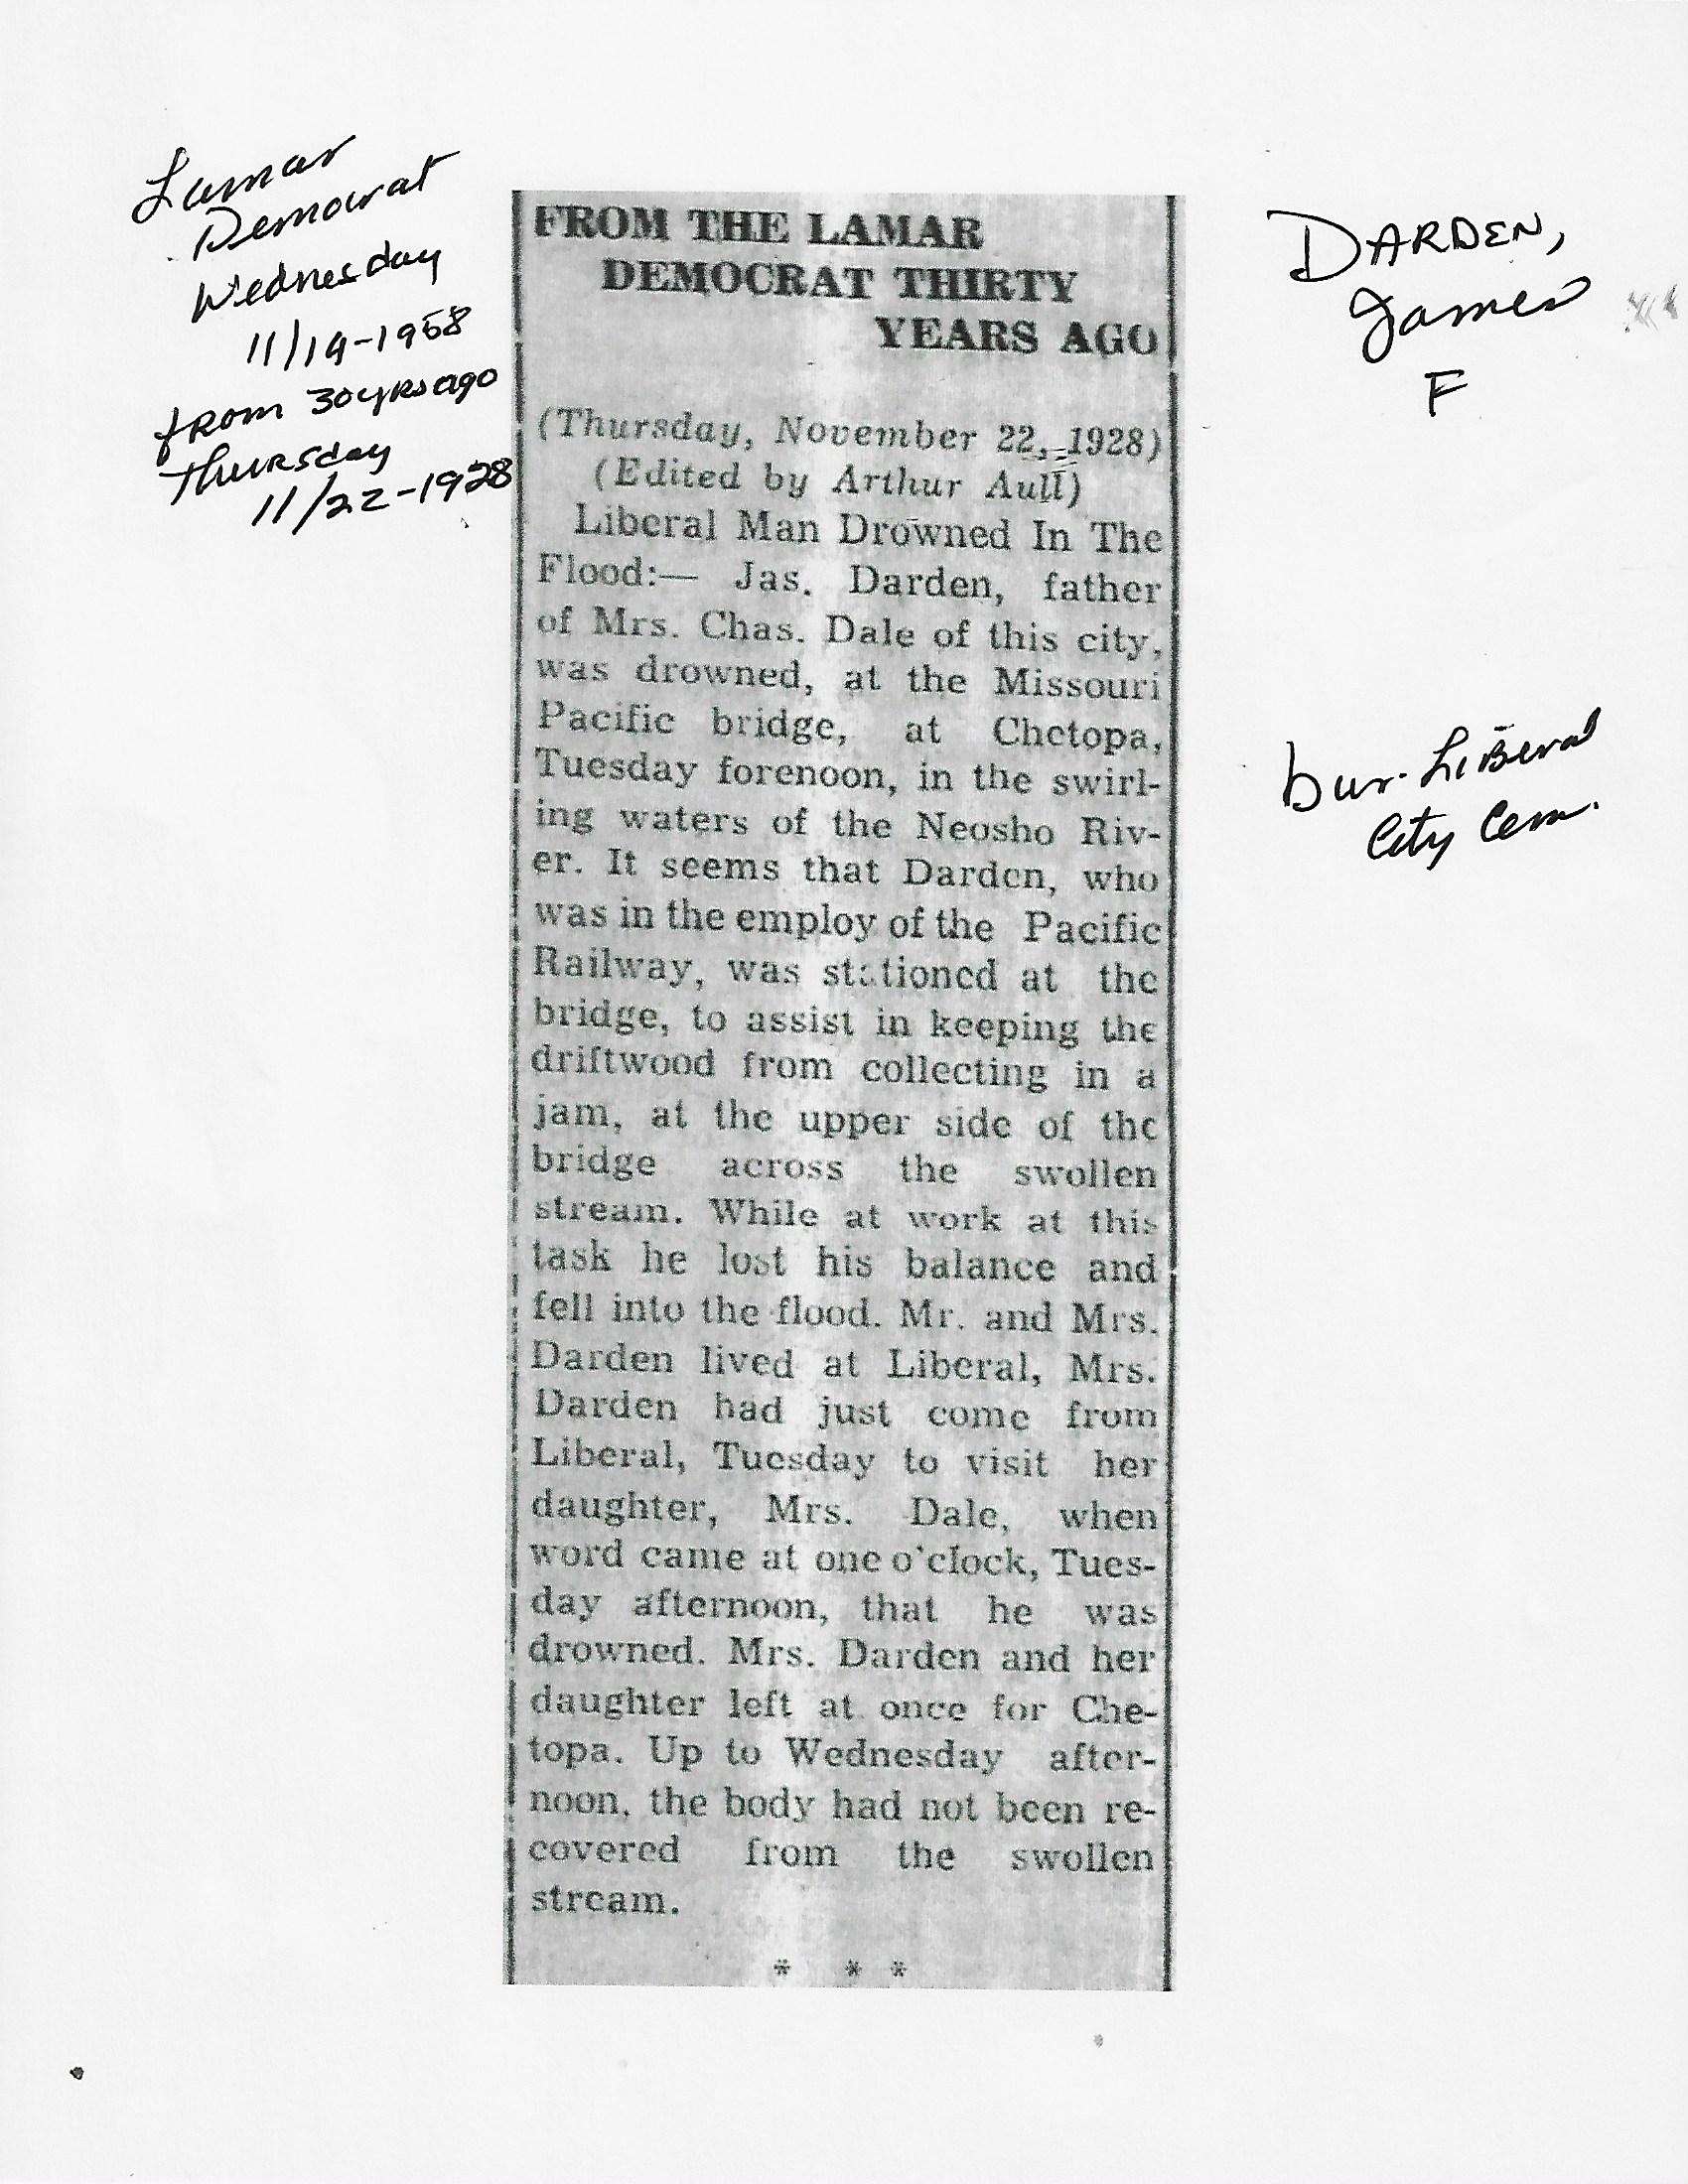 Lamar
Democrat
Wednesday
11/19-1958
from 30 yrs ago
Thursday
11/22-1928
FROM THE LAMAR
DEMOCRAT THIRTY
YEARS AGO
(Thursday, November 22, 1928)
(Edited by Arthur Aull)
Liberal Man Drowned In The
Flood:— Jas. Darden, father
of Mrs. Chas. Dale of this city,
was drowned, at the Missouri
Pacific bridge, at Chetopa,
Tuesday forenoon, in the swirl-
ing waters of the Neosho Riv-
er. It seems that Darden, who
was in the employ of the Pacific
Railway, was stationed at the
bridge, to assist in keeping the
driftwood from collecting in a
jam, at the upper side of the
bridge across the swollen
stream. While at work at this
task he lost his balance and
fell into the flood. Mr. and Mrs.
Darden lived at Liberal, Mrs.
Darden had just come from
Liberal, Tuesday to visit her
daughter, Mrs. Dale, when
word came at one o'clock, Tues-
day afternoon, that he was
drowned. Mrs. Darden and her
daughter left at once for Che-
topa. Up to Wednesday after-
noon, the body had not been re-
covered from the swollen
stream.
* * *
DARDEN,
James
F
bur. Liberal
City Cem.